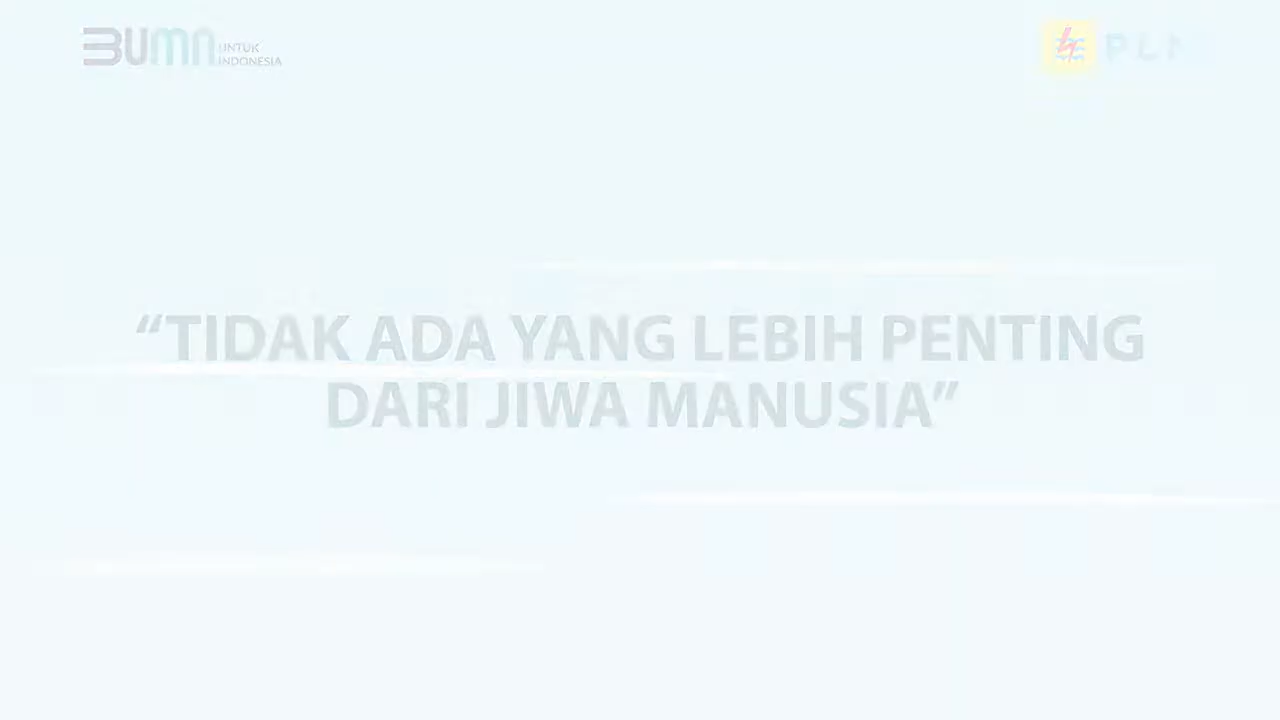 BUMN
UNTUK
INDONESIA
PLN
“TIDAK ADA YANG LEBIH PENTING
DARI JIWA MANUSIA”